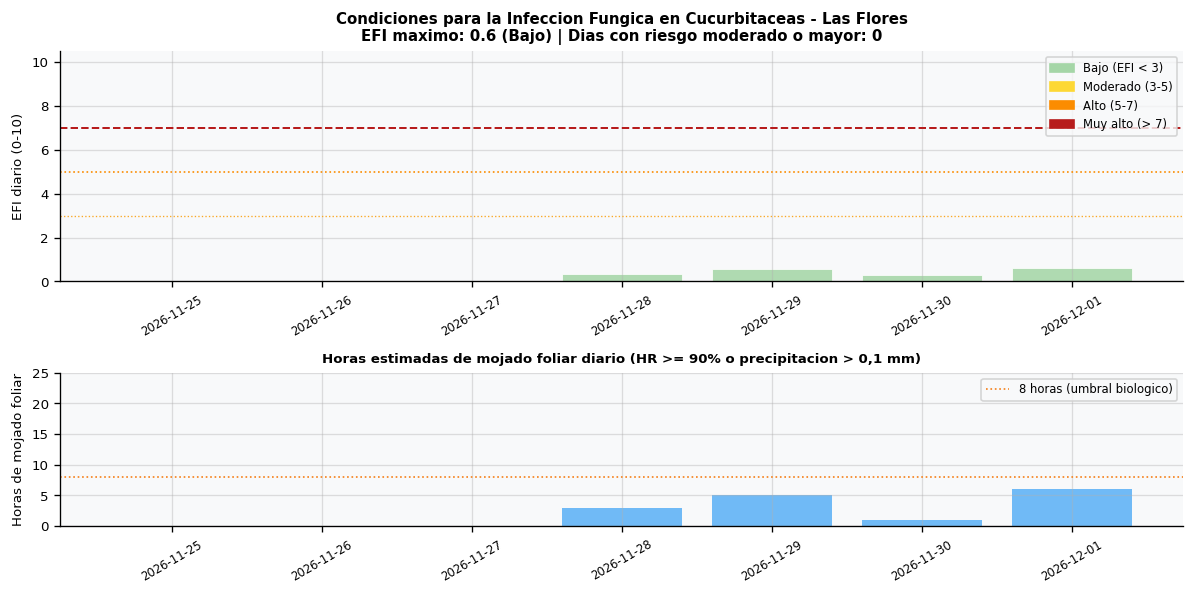 Condiciones para la Infeccion Fungica en Cucurbitaceas - Las Flores
EFI maximo: 0.6 (Bajo) | Dias con riesgo moderado o mayor: 0
EFI diario (0-10)
10
8
6
4
2
0
Bajo (EFI < 3)
Moderado (3-5)
Alto (5-7)
Muy alto (> 7)
2026-11-25
2026-11-26
2026-11-27
2026-11-28
2026-11-29
2026-11-30
2026-12-01
Horas estimadas de mojado foliar diario (HR >= 90% o precipitacion > 0,1 mm)
Horas de mojado foliar
25
20
15
10
5
0
8 horas (umbral biologico)
2026-11-25
2026-11-26
2026-11-27
2026-11-28
2026-11-29
2026-11-30
2026-12-01